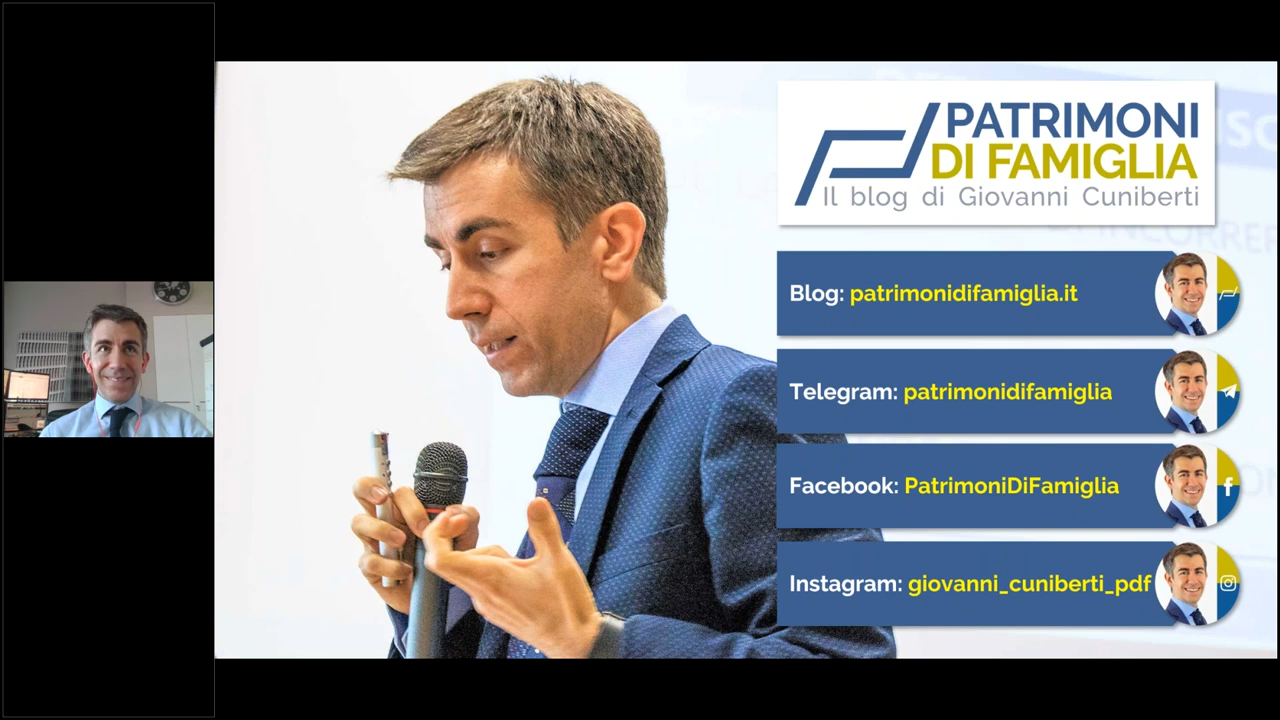 PATRIMONI
DI FAMIGLIA
Il blog di Giovanni Cuniberti
Blog: patrimonidifamiglia.it
Telegram: patrimonidifamiglia
Facebook: PatrimoniDiFamiglia
Instagram: giovanni_cuniberti_pdf